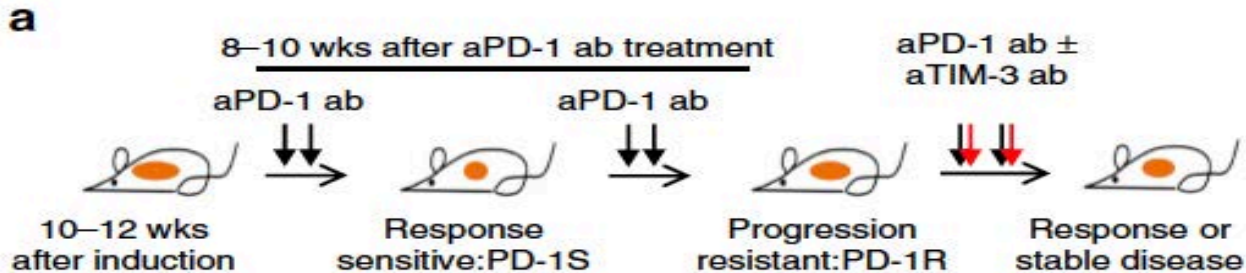 a
8–10 wks after aPD-1 ab treatment
aPD-1 ab
aPD-1 ab
aPD-1 ab ±
aTIM-3 ab
10–12 wks
after induction
Response
sensitive:PD-1S
Progression
resistant:PD-1R
Response or
stable disease